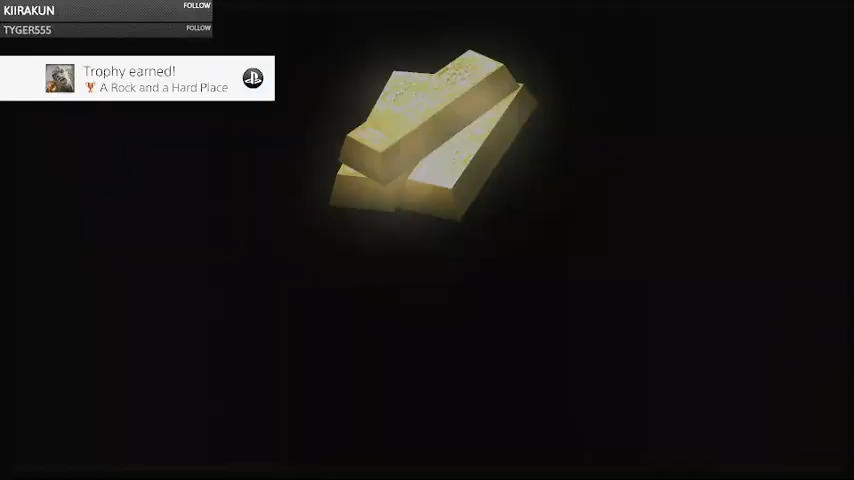 KIIRAKUN FOLLOW
TYGER555 FOLLOW
Trophy earned!
A Rock and a Hard Place